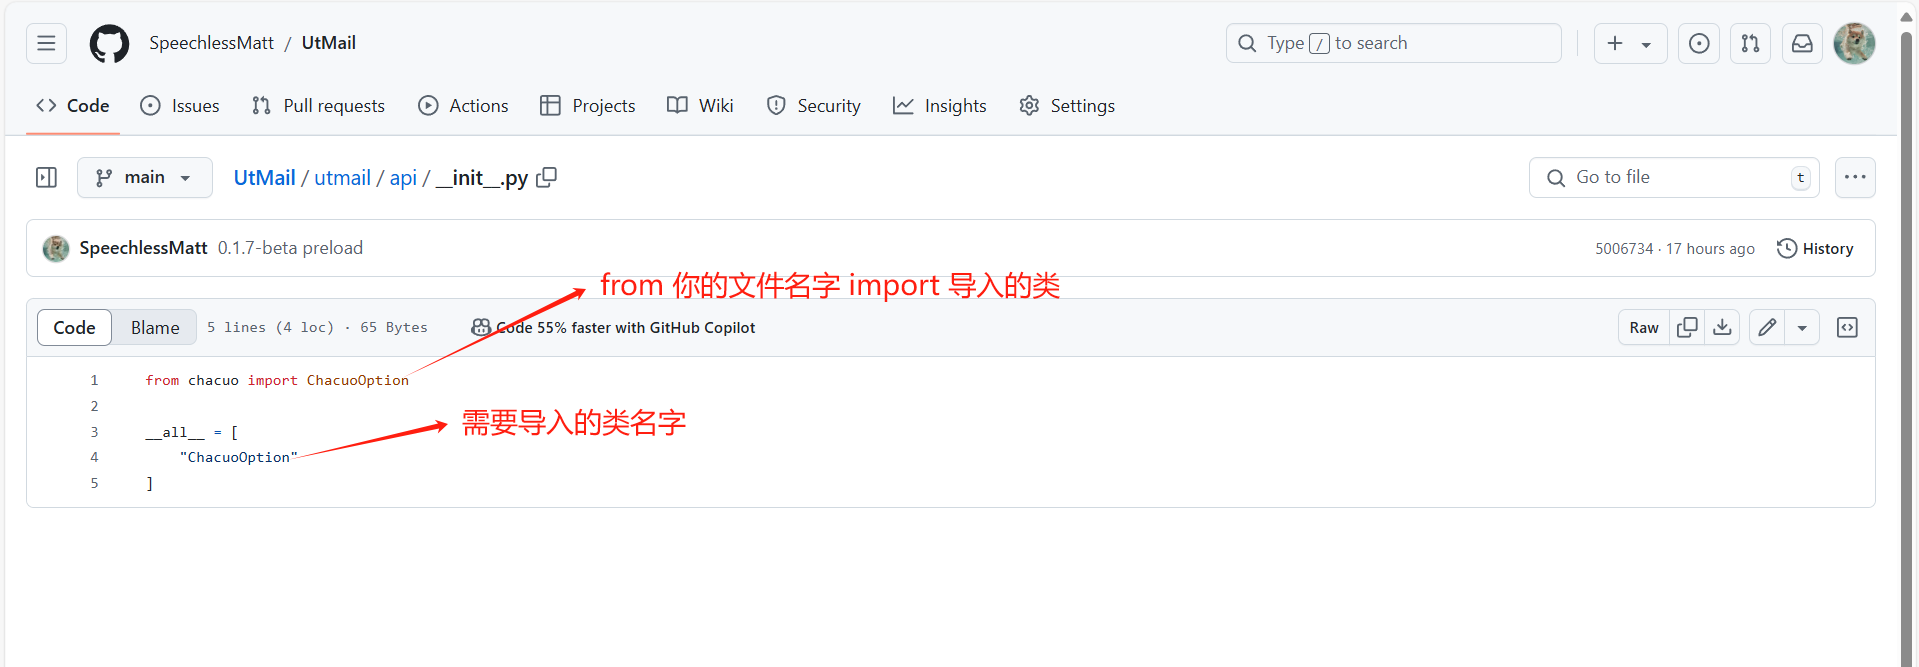 SpeechlessMatt / UtMail
Type / to search
Code Issues Pull requests Actions Projects Wiki Security Insights Settings
main
UtMail / utmail / api / __init__.py
Go to file t
SpeechlessMatt 0.1.7-beta preload
5006734 · 17 hours ago History
from 你的文件名字 import 导入的类
Code Blame 5 lines (4 loc) · 65 Bytes Code 55% faster with GitHub Copilot Raw
1 from chacuo import ChacuoOption
2
3 __all__ = [
需要导入的类名字
4 "ChacuoOption"
5 ]